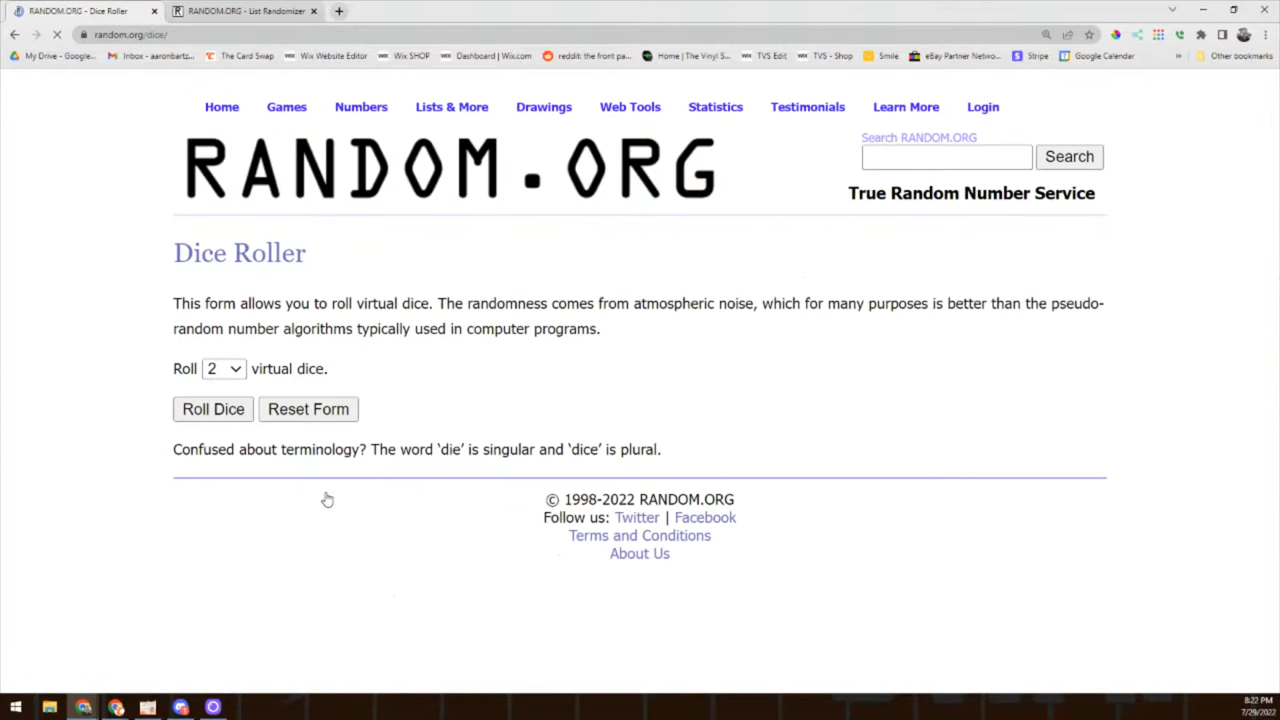 RANDOM.ORG - Dice Roller
RANDOM.ORG - List Randomizer
random.org/dice/
My Drive - Google...
Inbox - aaronbartz...
The Card Swap
Wix Website Editor
Wix SHOP
Dashboard | Wix.com
reddit: the front pa...
Home | The Vinyl S...
TVS Edit
TVS - Shop
Smile
eBay Partner Netwo...
Stripe
Google Calendar
Other bookmarks
Home Games Numbers Lists & More Drawings Web Tools Statistics Testimonials Learn More Login
RANDOM.ORG
Search RANDOM.ORG
Search
True Random Number Service
Dice Roller
This form allows you to roll virtual dice. The randomness comes from atmospheric noise, which for many purposes is better than the pseudo-
random number algorithms typically used in computer programs.
Roll 2 virtual dice.
Roll Dice Reset Form
Confused about terminology? The word ‘die’ is singular and ‘dice’ is plural.
© 1998-2022 RANDOM.ORG
Follow us: Twitter | Facebook
Terms and Conditions
About Us
8:22 PM
7/29/2022